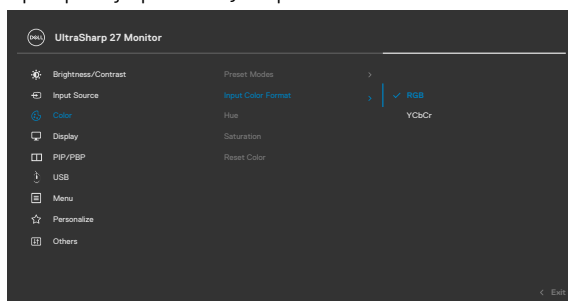 DELL UltraSharp 27 Monitor
Brightness/Contrast Preset Modes >
Input Source Input Color Format > ✓ RGB
Color Hue YCbCr
Display Saturation
PIP/PBP Reset Color
USB
Menu
Personalize
Others
< Exit